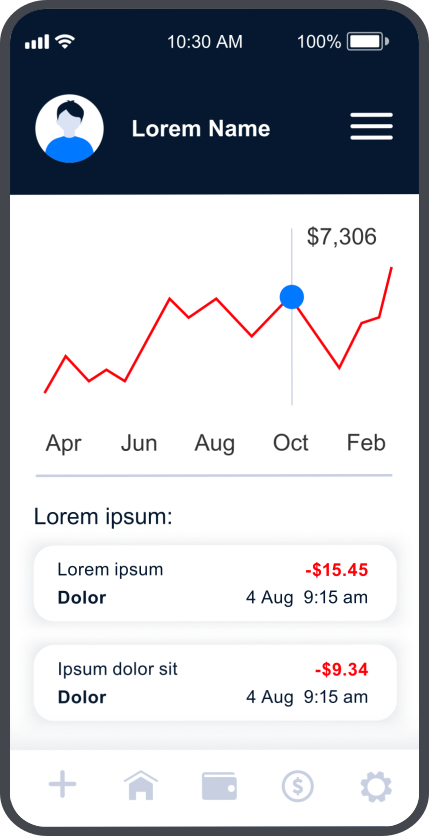 10:30 AM 100%
Lorem Name
$7,306
Apr Jun Aug Oct Feb
Lorem ipsum:
Lorem ipsum -$15.45
Dolor 4 Aug 9:15 am
Ipsum dolor sit -$9.34
Dolor 4 Aug 9:15 am
$